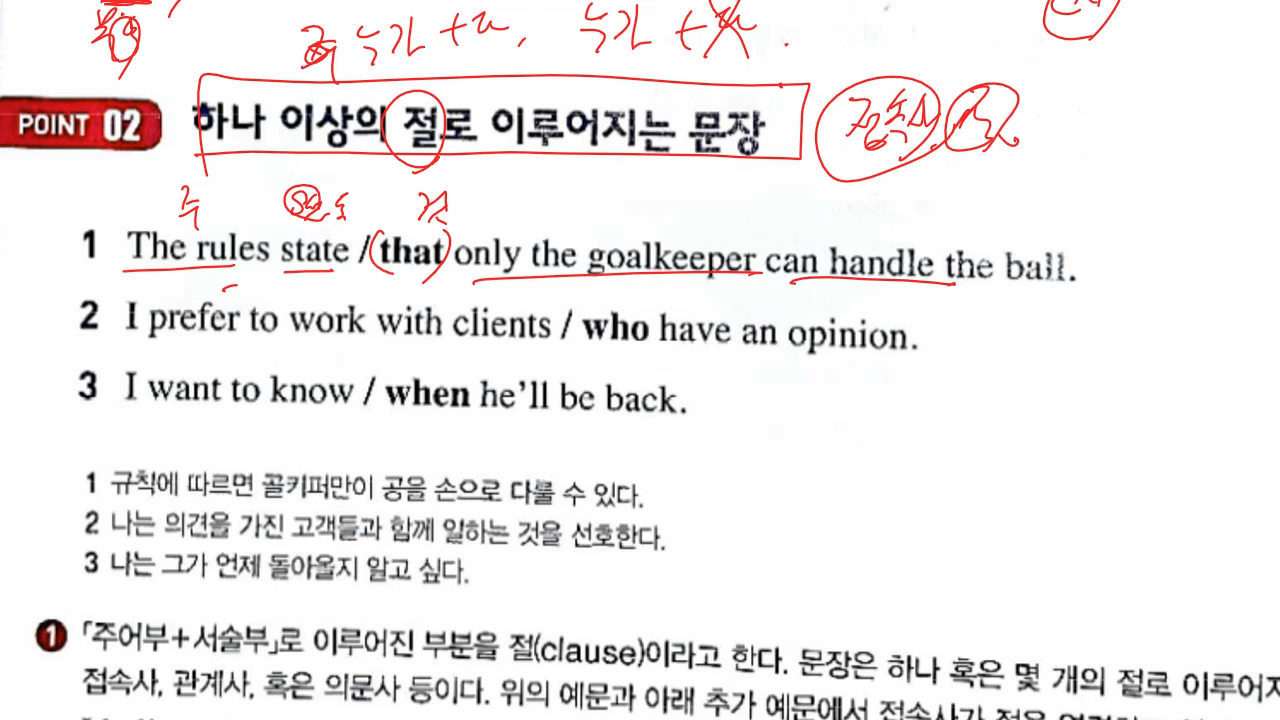 누가 + 다, 누가 + 다.
POINT 02 하나 이상의 절로 이루어지는 문장 접속사
주 것
1 The rules state / (that) only the goalkeeper can handle the ball.
2 I prefer to work with clients / who have an opinion.
3 I want to know / when he'll be back.
1 규칙에 따르면 골키퍼만이 공을 손으로 다룰 수 있다.
2 나는 의견을 가진 고객들과 함께 일하는 것을 선호한다.
3 나는 그가 언제 돌아올지 알고 싶다.
1 「주어부+서술부」로 이루어진 부분을 절(clause)이라고 한다. 문장은 하나 혹은 몇 개의 절로 이루어지
접속사, 관계사, 혹은 의문사 등이다. 위의 예문과 아래 추가 예문에서 접속사가 절을